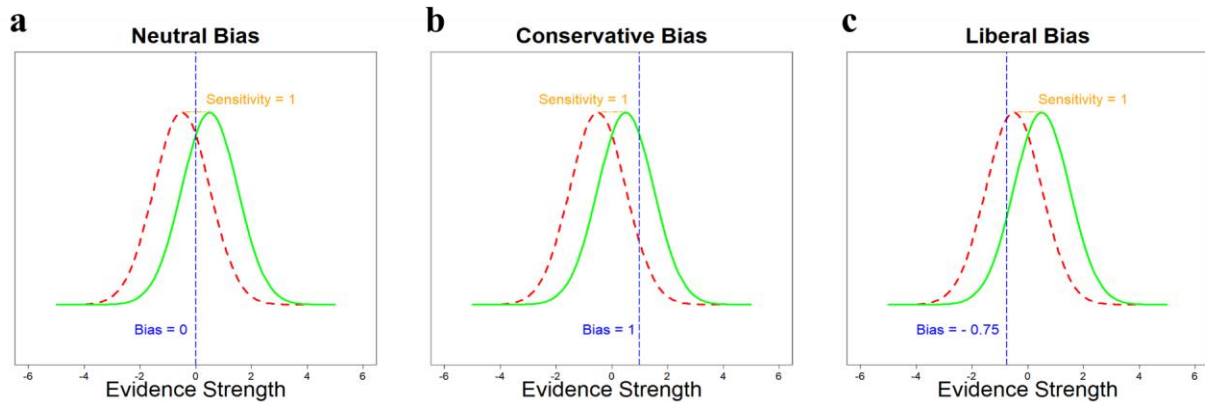 a
Neutral Bias
Sensitivity = 1
Bias = 0
-6 -4 -2 0 2 4 6
Evidence Strength
b
Conservative Bias
Sensitivity = 1
Bias = 1
-6 -4 -2 0 2 4 6
Evidence Strength
c
Liberal Bias
Sensitivity = 1
Bias = - 0.75
-6 -4 -2 0 2 4 6
Evidence Strength